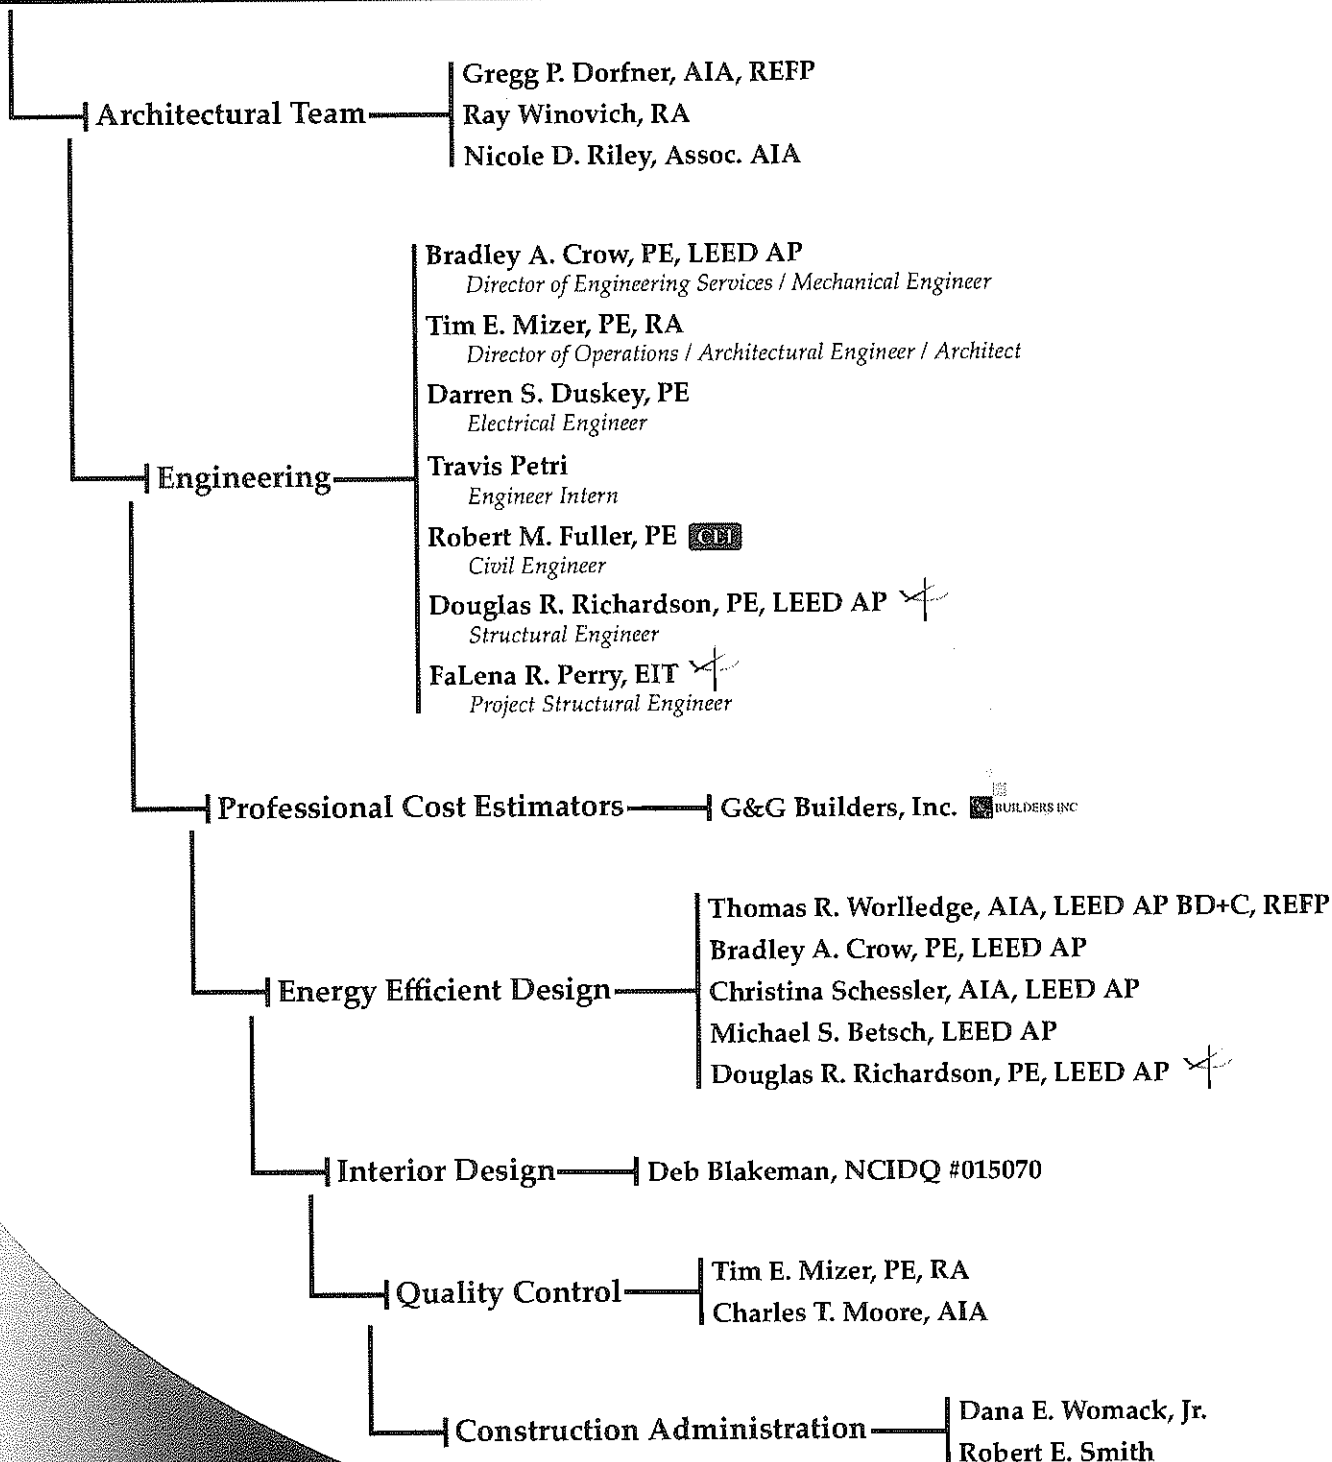 Architectural Team
Gregg P. Dorfner, AIA, REFP
Ray Winovich, RA
Nicole D. Riley, Assoc. AIA
Engineering
Bradley A. Crow, PE, LEED AP
Director of Engineering Services / Mechanical Engineer
Tim E. Mizer, PE, RA
Director of Operations / Architectural Engineer / Architect
Darren S. Duskey, PE
Electrical Engineer
Travis Petri
Engineer Intern
Robert M. Fuller, PE
Civil Engineer
Douglas R. Richardson, PE, LEED AP
Structural Engineer
FaLena R. Perry, EIT
Project Structural Engineer
Professional Cost Estimators
G&G Builders, Inc. BUILDERS INC
Energy Efficient Design
Thomas R. Worlledge, AIA, LEED AP BD+C, REFP
Bradley A. Crow, PE, LEED AP
Christina Schessler, AIA, LEED AP
Michael S. Betsch, LEED AP
Douglas R. Richardson, PE, LEED AP
Interior Design
Deb Blakeman, NCIDQ #015070
Quality Control
Tim E. Mizer, PE, RA
Charles T. Moore, AIA
Construction Administration
Dana E. Womack, Jr.
Robert E. Smith